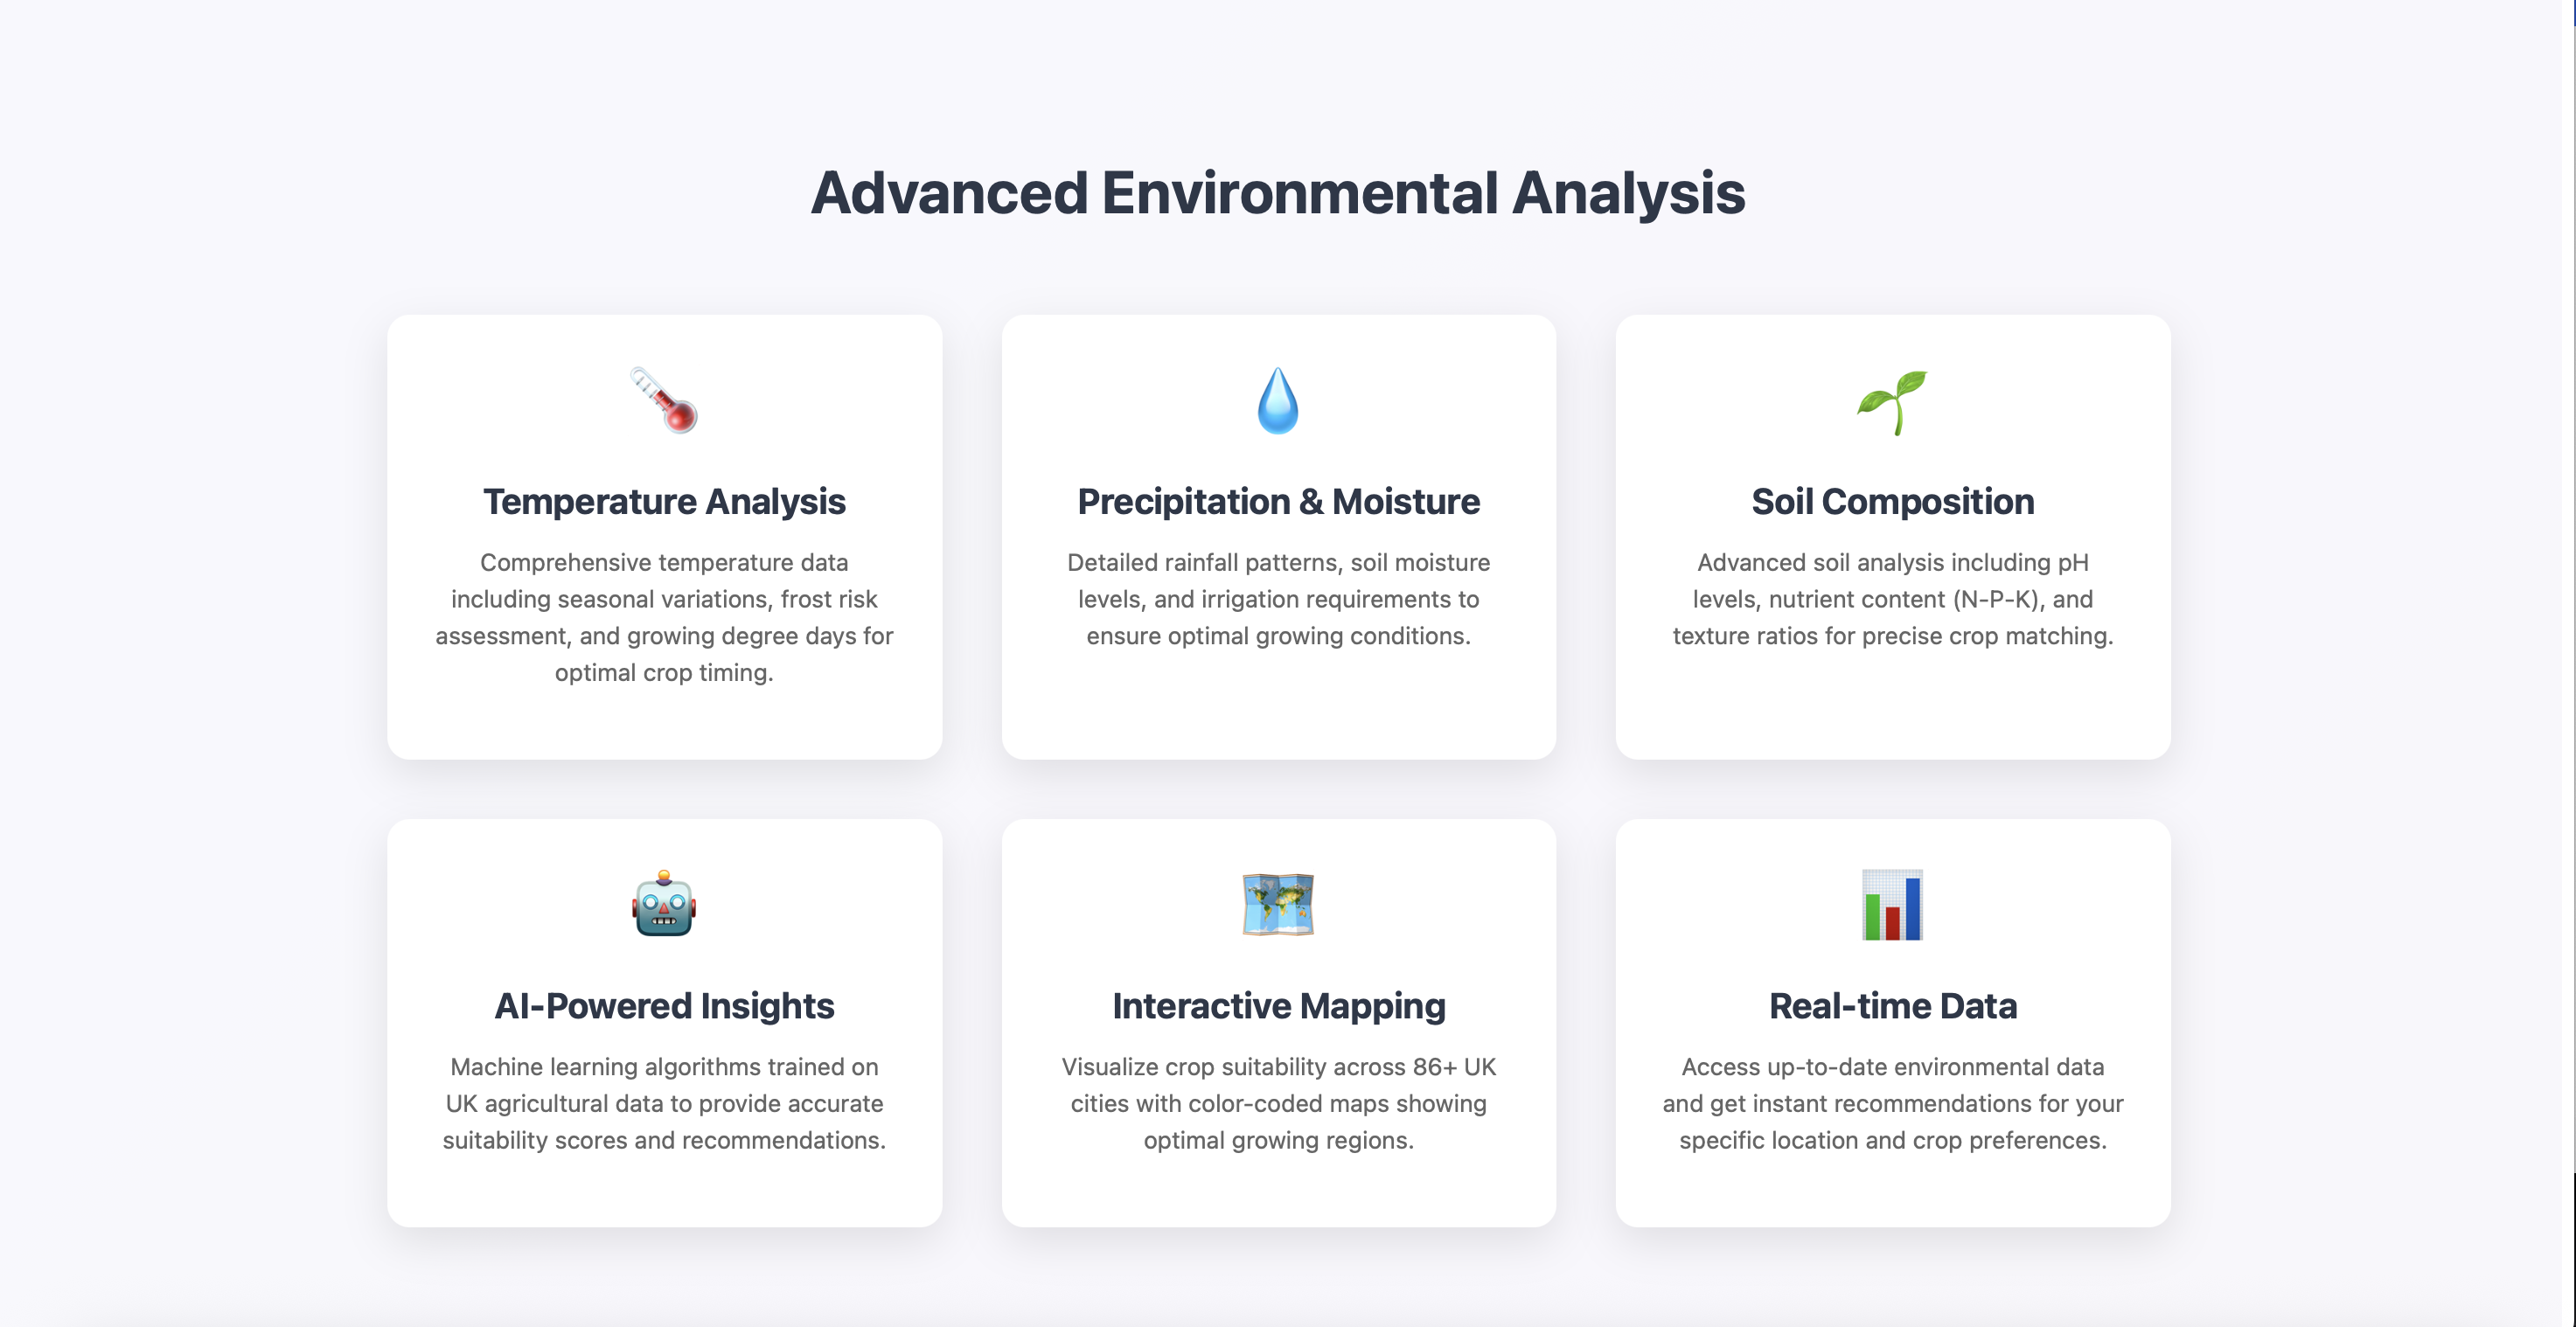 Advanced Environmental Analysis
Temperature Analysis
Comprehensive temperature data
including seasonal variations, frost risk
assessment, and growing degree days for
optimal crop timing.
Precipitation & Moisture
Detailed rainfall patterns, soil moisture
levels, and irrigation requirements to
ensure optimal growing conditions.
Soil Composition
Advanced soil analysis including pH
levels, nutrient content (N-P-K), and
texture ratios for precise crop matching.
AI-Powered Insights
Machine learning algorithms trained on
UK agricultural data to provide accurate
suitability scores and recommendations.
Interactive Mapping
Visualize crop suitability across 86+ UK
cities with color-coded maps showing
optimal growing regions.
Real-time Data
Access up-to-date environmental data
and get instant recommendations for your
specific location and crop preferences.